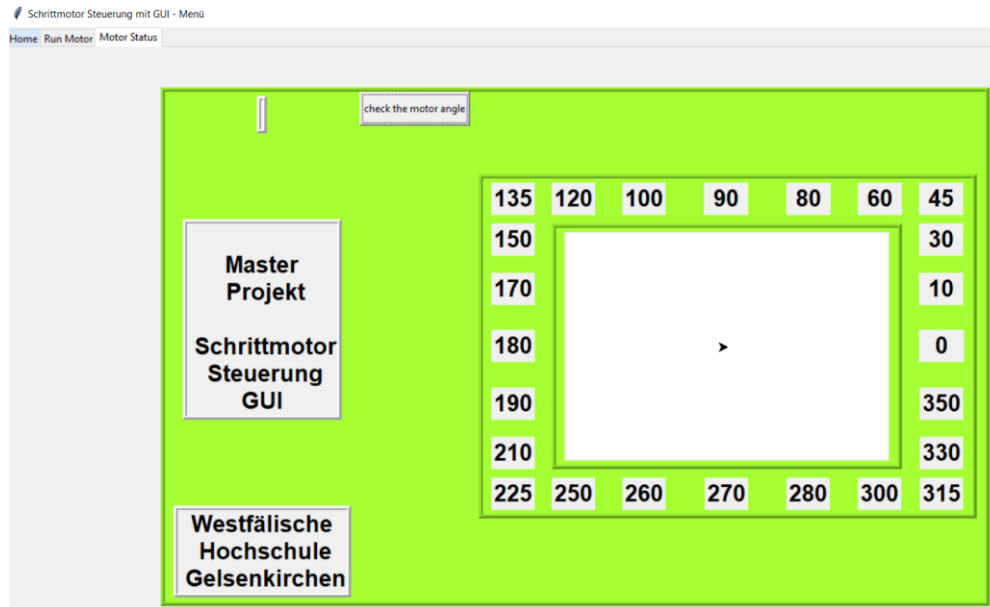 Schrittmotor Steuerung mit GUI - Menü
Home Run Motor Motor Status
check the motor angle
135 120 100 90 80 60 45
150 30
170 10
180 0
190 350
210 330
225 250 260 270 280 300 315
Master
Projekt
Schrittmotor
Steuerung
GUI
Westfälische
Hochschule
Gelsenkirchen